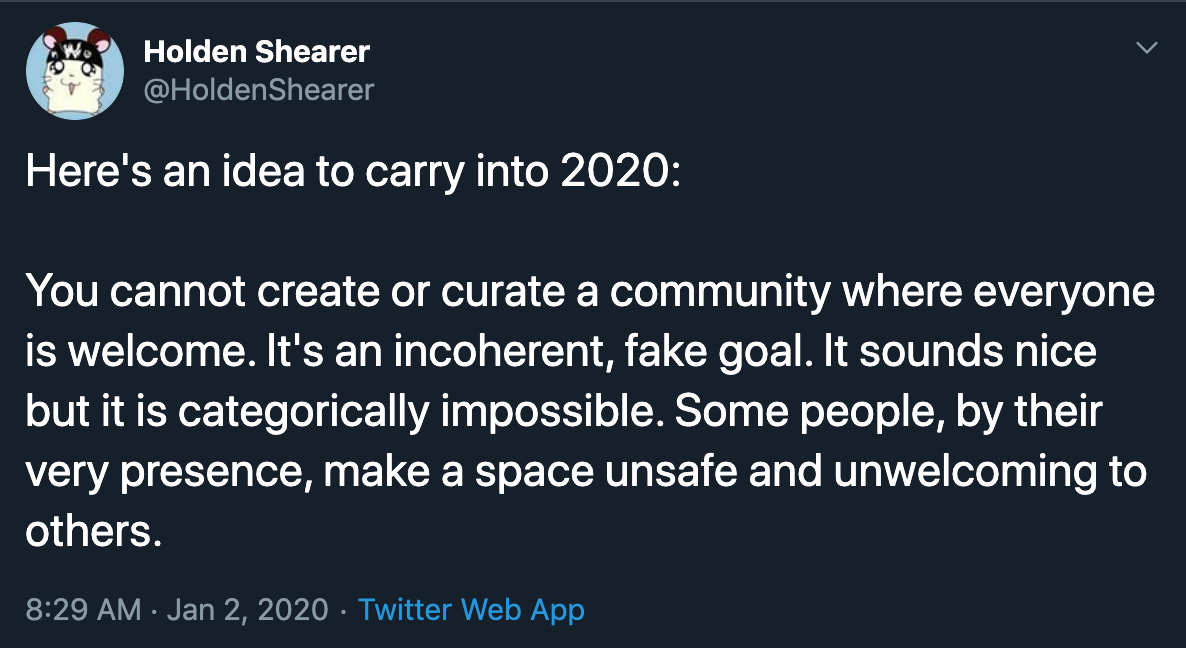 Holden Shearer
@HoldenShearer
Here's an idea to carry into 2020:
You cannot create or curate a community where everyone
is welcome. It's an incoherent, fake goal. It sounds nice
but it is categorically impossible. Some people, by their
very presence, make a space unsafe and unwelcoming to
others.
8:29 AM · Jan 2, 2020 · Twitter Web App